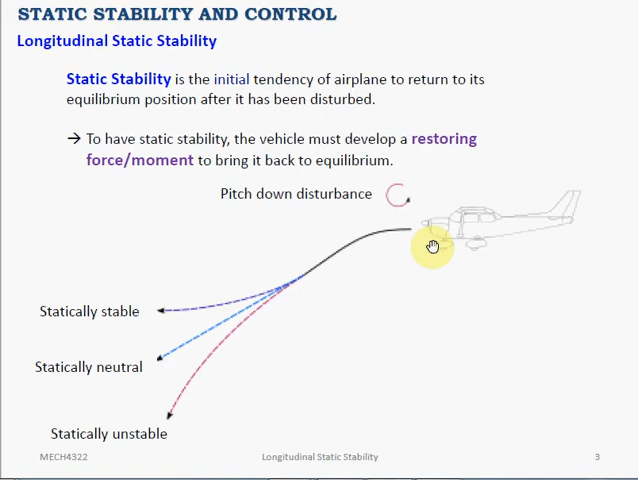 STATIC STABILITY AND CONTROL
Longitudinal Static Stability
Static Stability is the initial tendency of airplane to return to its
equilibrium position after it has been disturbed.
→ To have static stability, the vehicle must develop a restoring
force/moment to bring it back to equilibrium.
Pitch down disturbance
Statically stable
Statically neutral
Statically unstable
MECH4322 Longitudinal Static Stability 3